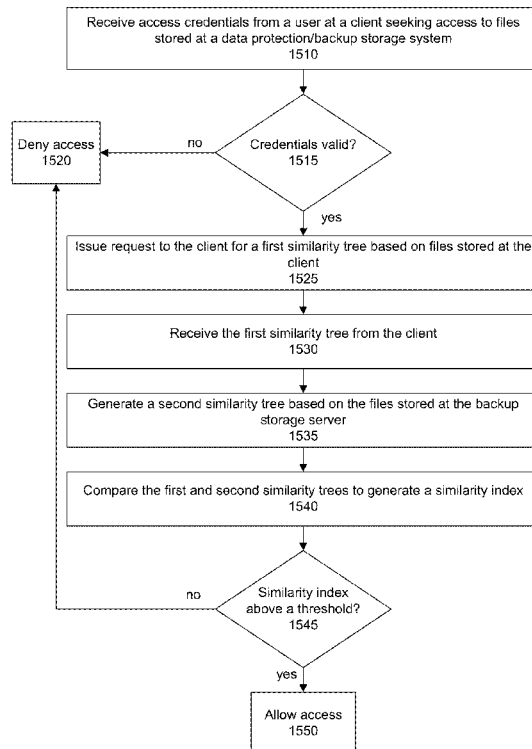 Receive access credentials from a user at a client seeking access to files
stored at a data protection/backup storage system
1510
Credentials valid?
1515
no
Deny access
1520
yes
Issue request to the client for a first similarity tree based on files stored at the
client
1525
Receive the first similarity tree from the client
1530
Generate a second similarity tree based on the files stored at the backup
storage server
1535
Compare the first and second similarity trees to generate a similarity index
1540
no
Similarity index
above a threshold?
1545
yes
Allow access
1550